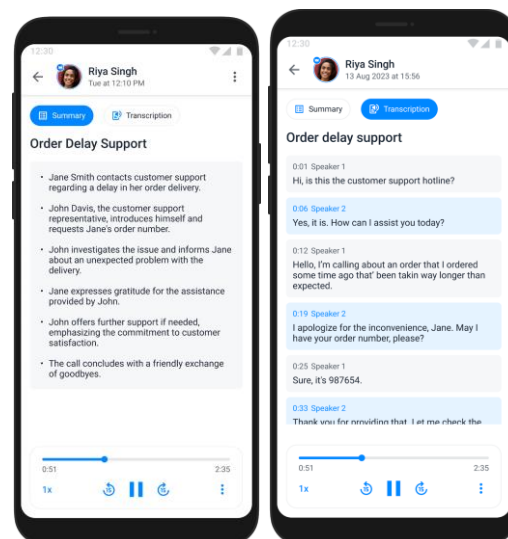 12:30
Riya Singh
Tue at 12:10 PM
Summary
Transcription
Order Delay Support
• Jane Smith contacts customer support
regarding a delay in her order delivery.
• John Davis, the customer support
representative, introduces himself and
requests Jane's order number.
• John investigates the issue and informs Jane
about an unexpected problem with the
delivery.
• Jane expresses gratitude for the assistance
provided by John.
• John offers further support if needed,
emphasizing the commitment to customer
satisfaction.
• The call concludes with a friendly exchange
of goodbyes.
0:51
2:35
1x
15
15
12:30
Riya Singh
13 Aug 2023 at 15:56
Summary
Transcription
Order delay support
0:01 Speaker 1
Hi, is this the customer support hotline?
0:06 Speaker 2
Yes, it is. How can I assist you today?
0:12 Speaker 1
Hello, I'm calling about an order that I ordered
some time ago that' been takin way longer than
expected.
0:19 Speaker 2
I apologize for the inconvenience, Jane. May I
have your order number, please?
0:25 Speaker 1
Sure, it's 987654.
0:33 Speaker 2
Thank you for providing that. Let me check the
0:51
2:35
1x
15
15